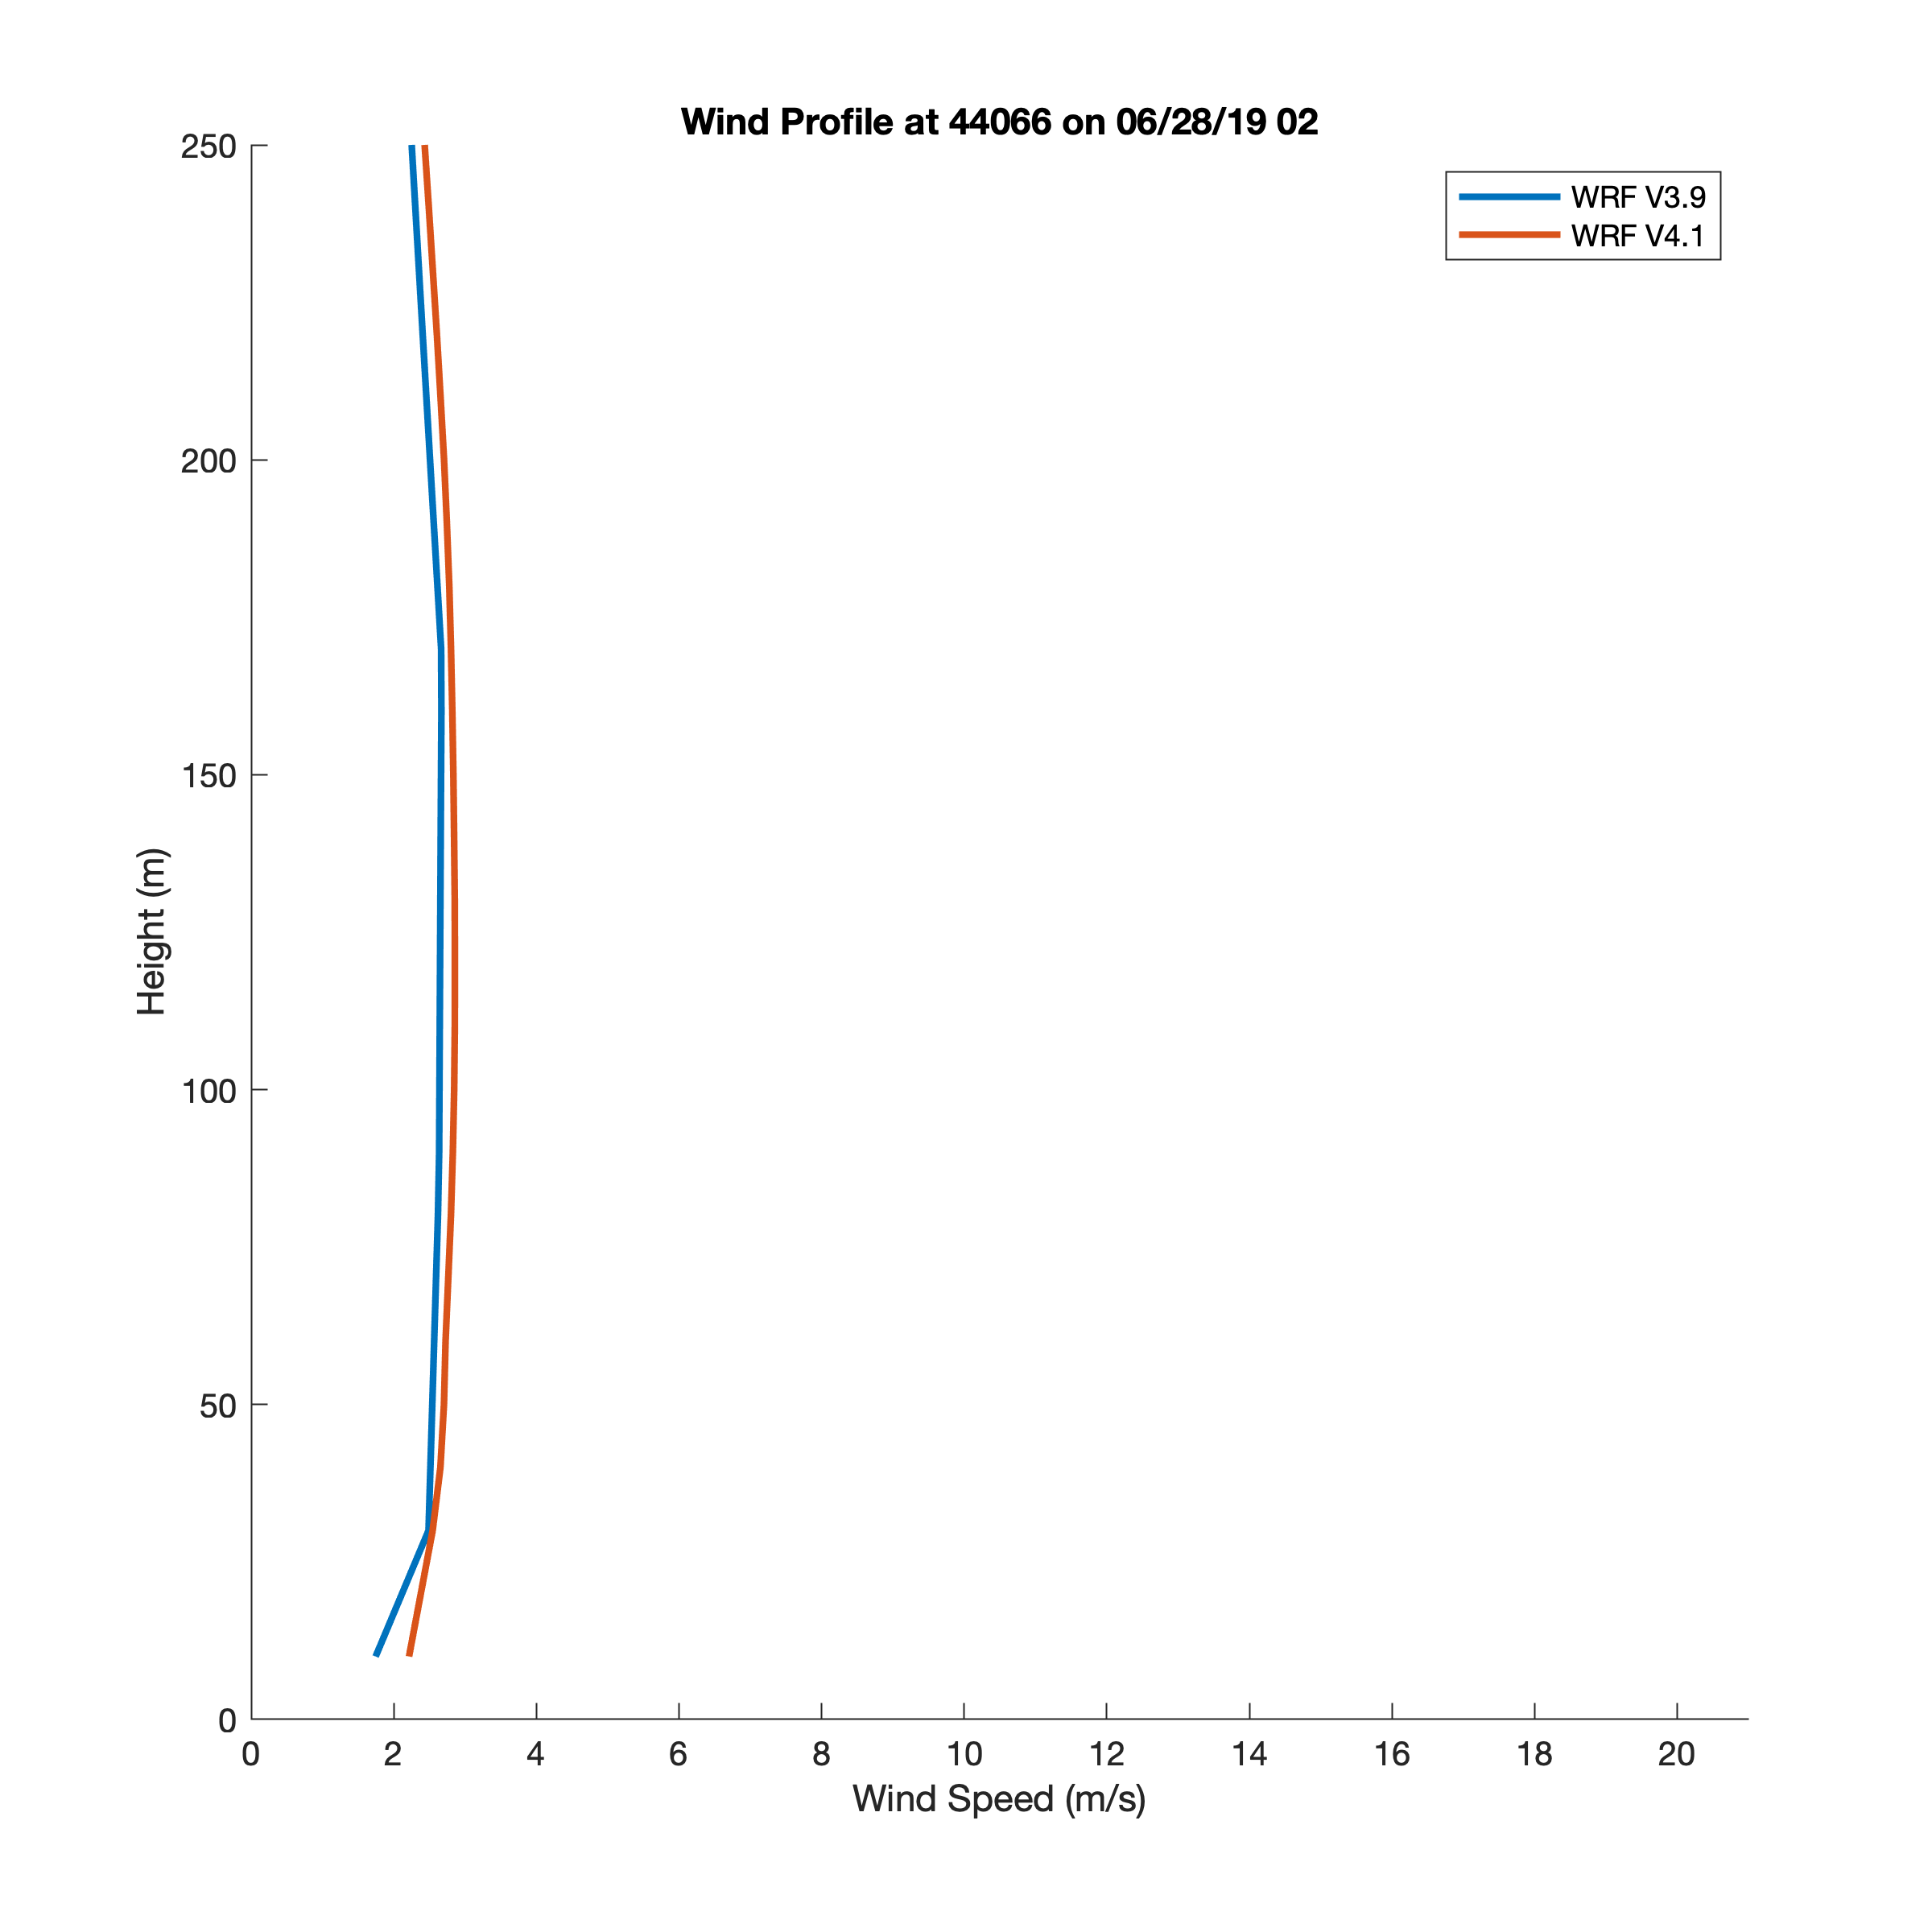 Wind Profile at 44066 on 06/28/19 02
WRF V3.9
WRF V4.1
250
200
150
100
50
0
Height (m)
0 2 4 6 8 10 12 14 16 18 20
Wind Speed (m/s)